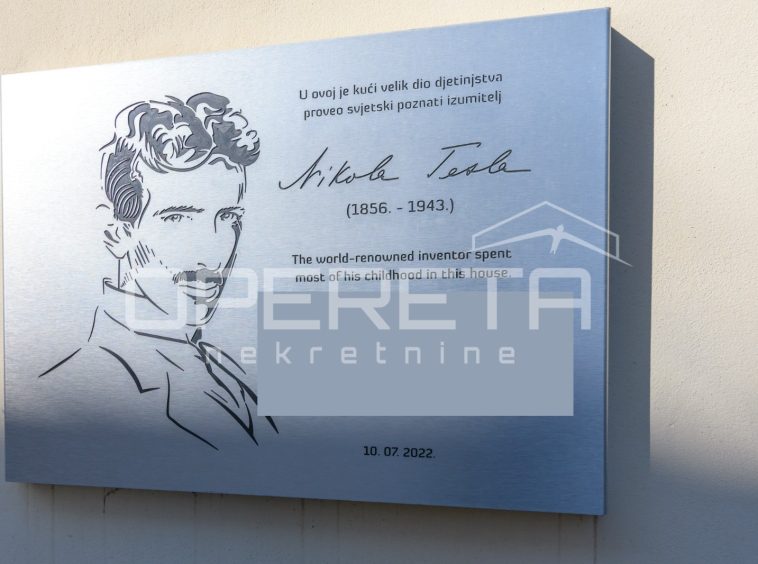 U ovoj je kući velik dio djetinjstva
proveo svjetski poznati izumitelj
Nikola Tesla
(1856. - 1943.)
The world-renowned inventor spent
most of his childhood in this house.
OPERETA
nekretnine
10. 07. 2022.